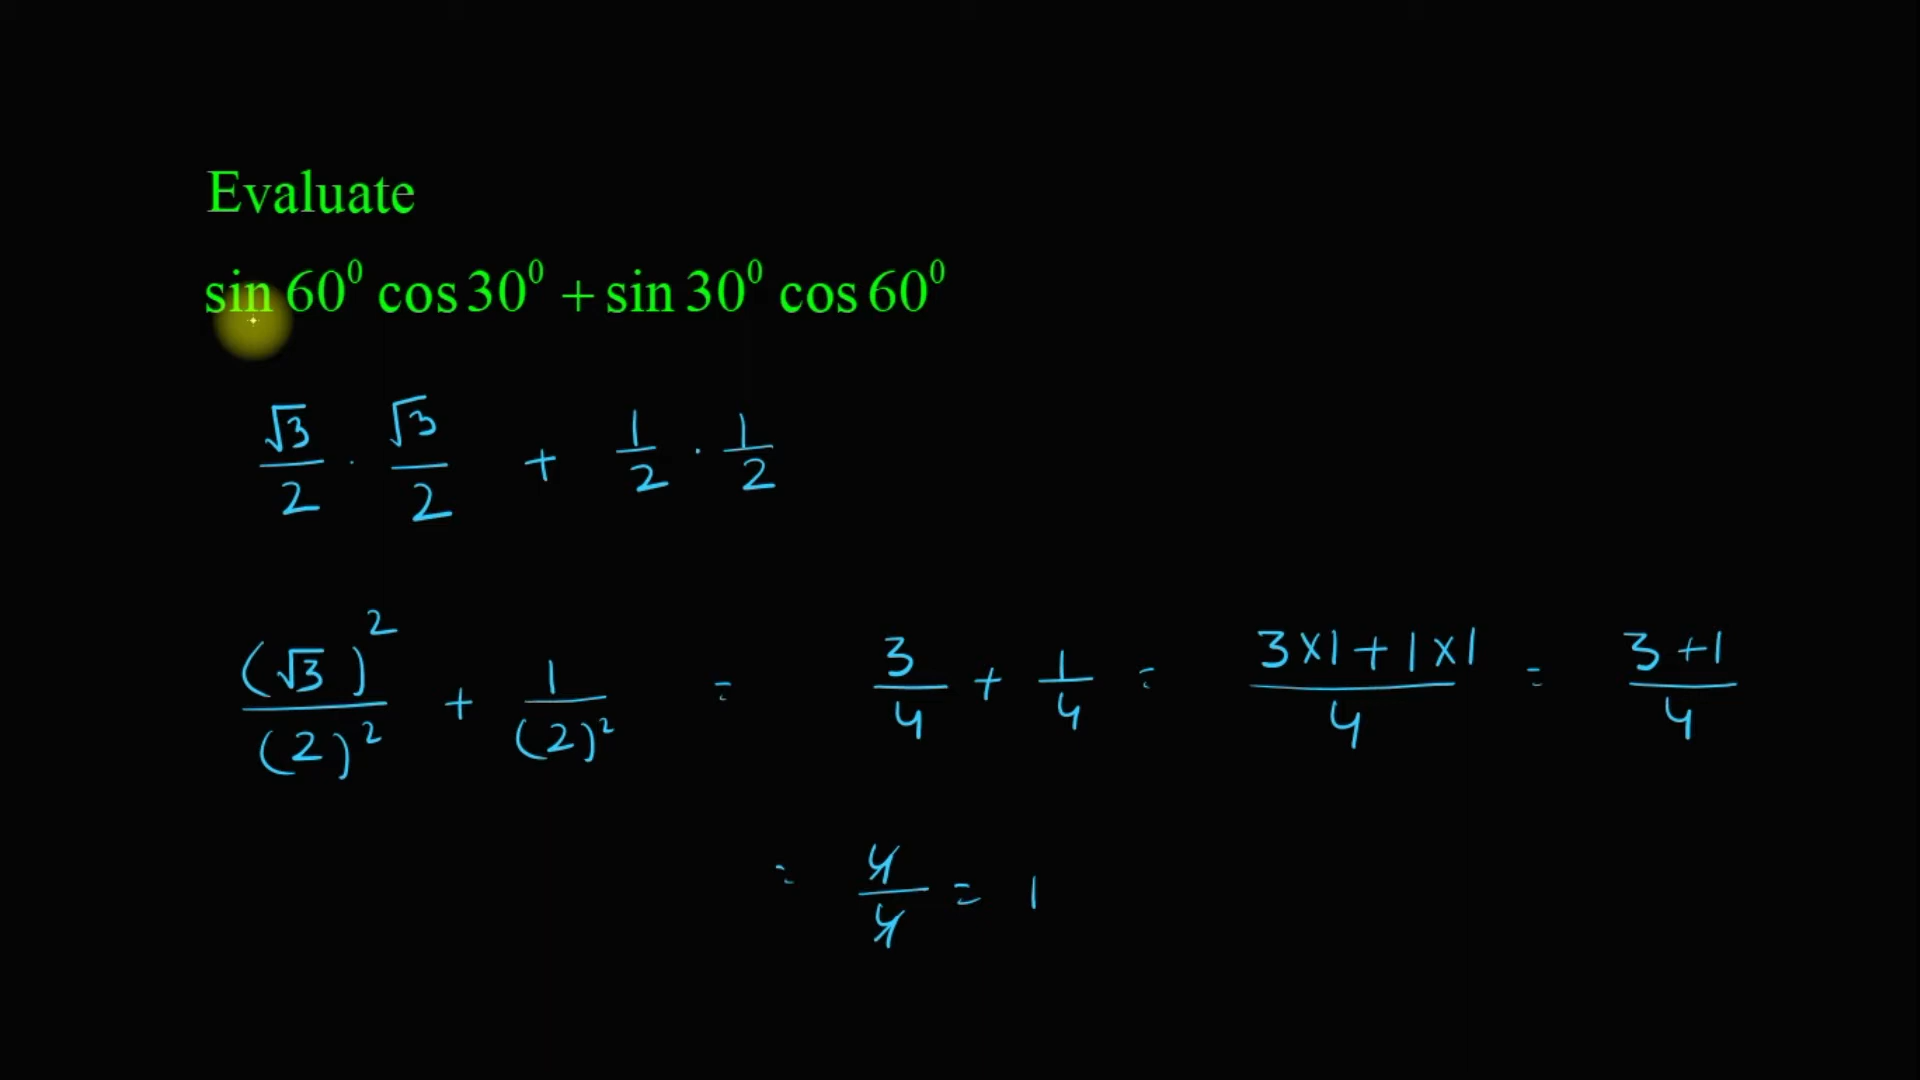 Evaluate
sin 60⁰ cos 30⁰ + sin 30⁰ cos 60⁰
√3/2 · √3/2 + 1/2 · 1/2
(√3)²/(2)² + 1/(2)² = 3/4 + 1/4 = (3×1+1×1)/4 = (3+1)/4
= 4/4 = 1